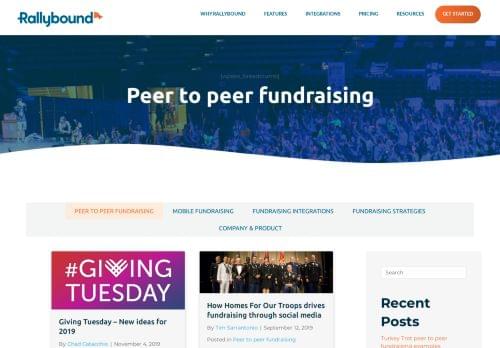 Rallybound
WHY RALLYBOUND
FEATURES
INTEGRATIONS
PRICING
RESOURCES
GET STARTED
Peer to peer fundraising
PEER TO PEER FUNDRAISING
MOBILE FUNDRAISING
FUNDRAISING INTEGRATIONS
FUNDRAISING STRATEGIES
COMPANY & PRODUCT
#GIVING
TUESDAY
Giving Tuesday – New ideas for
2019
By Chad Catacchio | November 4, 2019
How Homes For Our Troops drives
fundraising through social media
By Tim Sarrantonio | September 12, 2019
Posted in Peer to peer fundraising
Search
Recent
Posts
Turkey Trot peer to peer
fundraising examples